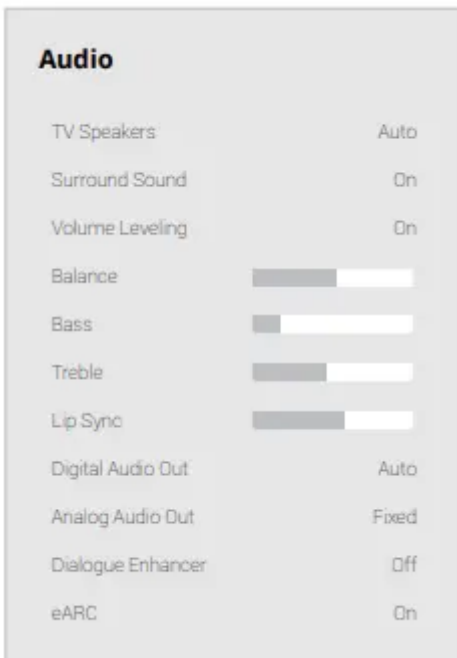 Audio
TV Speakers Auto
Surround Sound On
Volume Leveling On
Balance
Bass
Treble
Lip Sync
Digital Audio Out Auto
Analog Audio Out Fixed
Dialogue Enhancer Off
eARC On